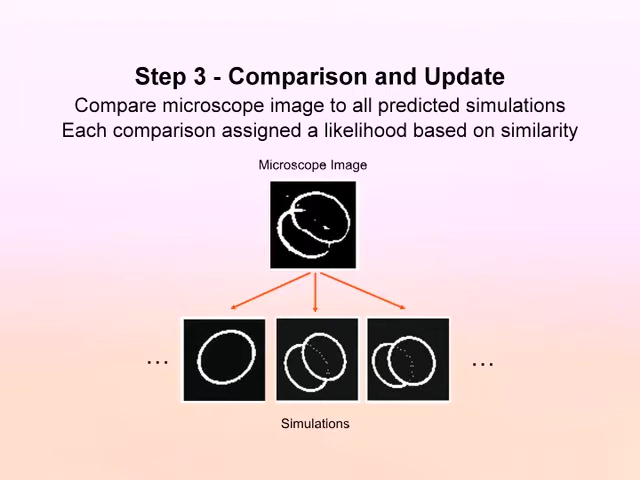 Step 3 - Comparison and Update
Compare microscope image to all predicted simulations
Each comparison assigned a likelihood based on similarity
Microscope Image
... ...
Simulations